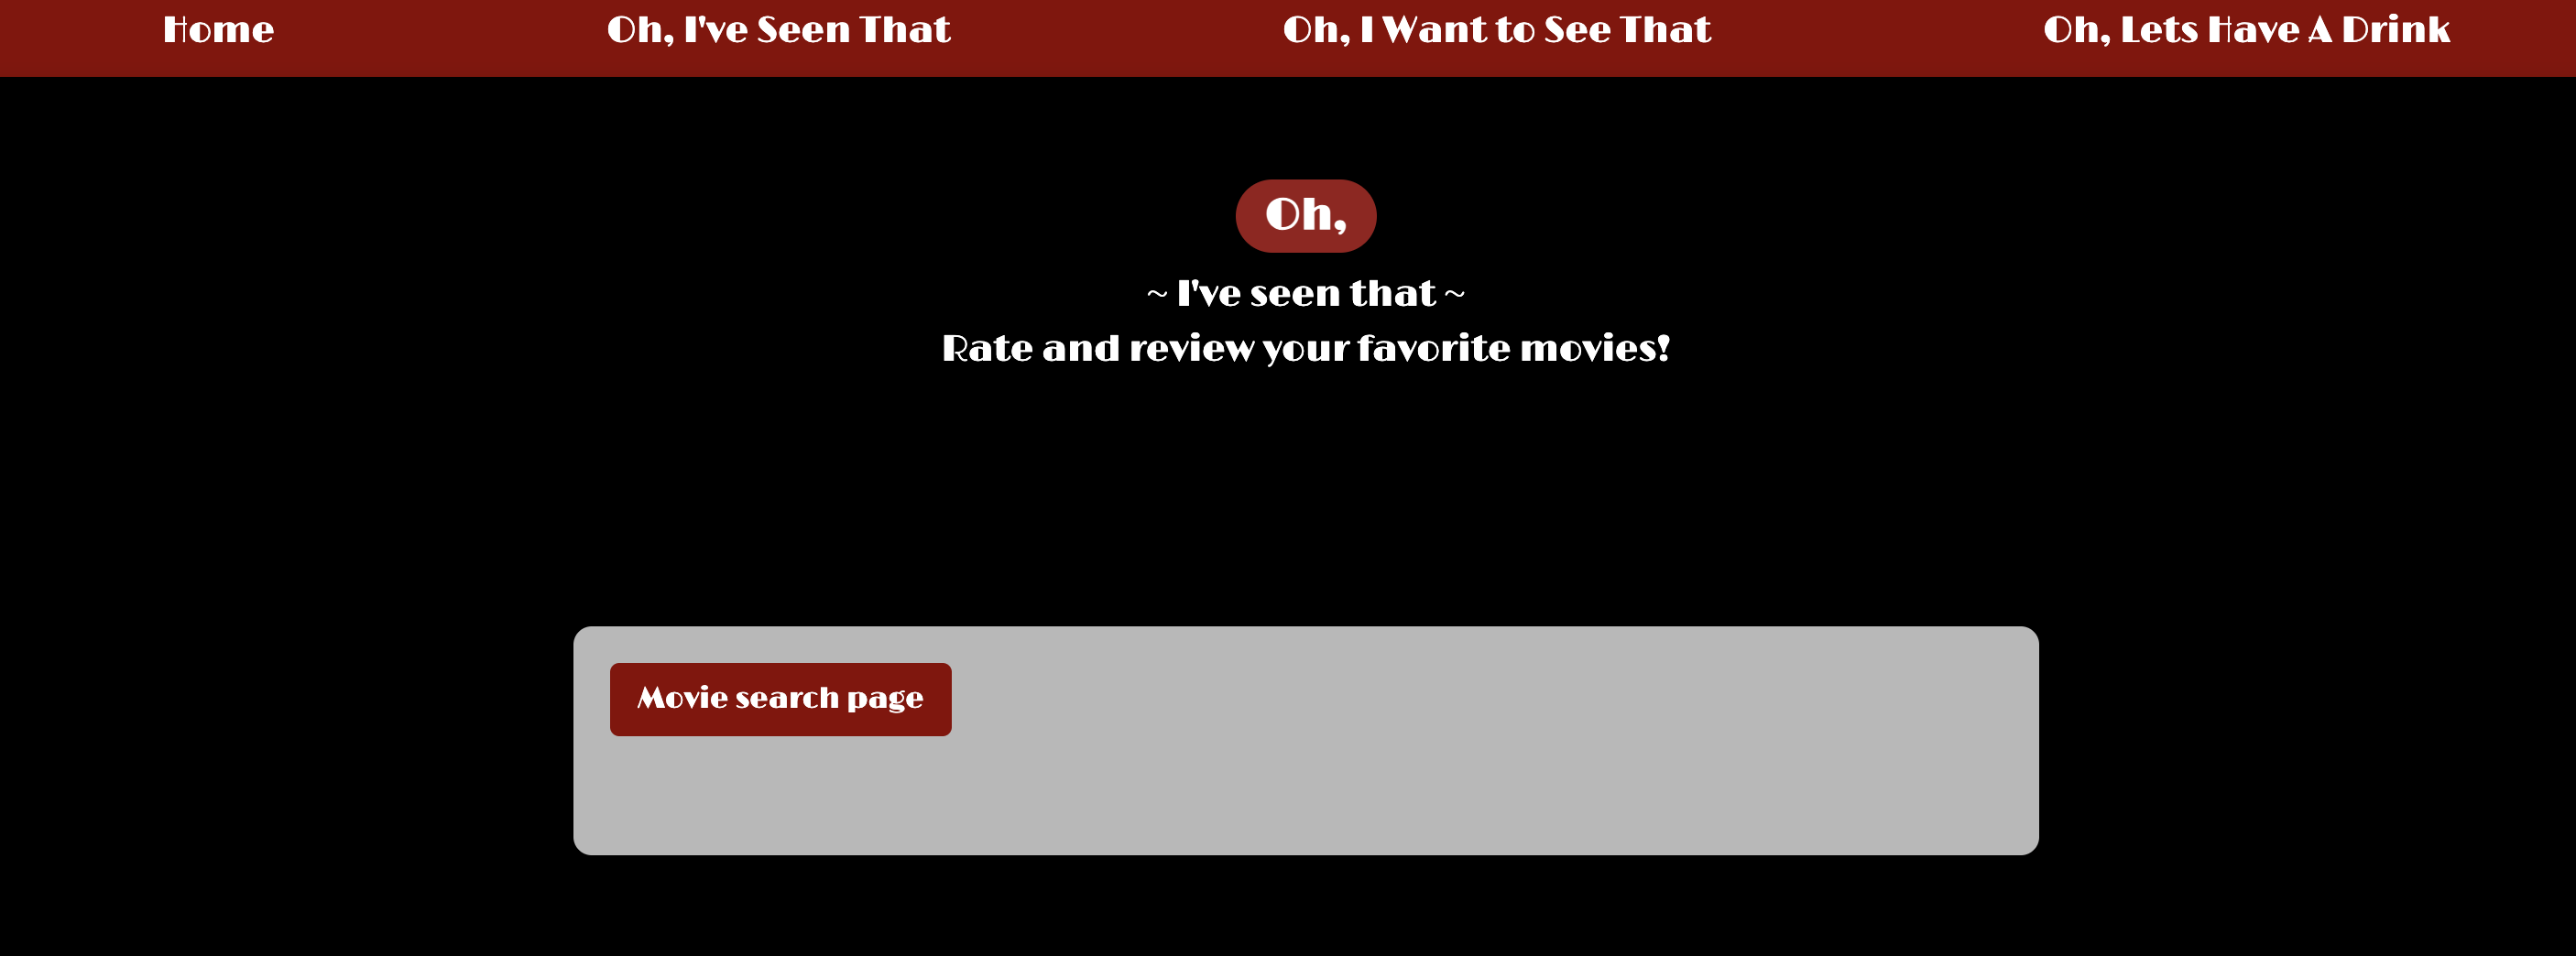 Home Oh, I've Seen That Oh, I Want to See That Oh, Lets Have A Drink
Oh,
~ I've seen that ~
Rate and review your favorite movies!
Movie search page